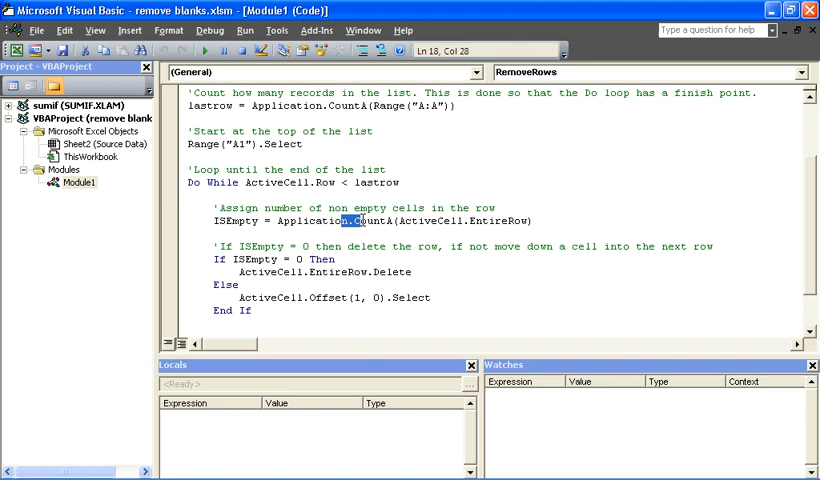 Microsoft Visual Basic - remove blanks.xlsm - [Module1 (Code)]
File Edit View Insert Format Debug Run Tools Add-Ins Window Help
Type a question for help
Ln 18, Col 28
Project - VBAProject
(General) RemoveRows
sumif (SUMIF.XLAM)
VBAProject (remove blank
Microsoft Excel Objects
Sheet2 (Source Data)
ThisWorkbook
Modules
Module1
'Count how many records in the list. This is done so that the Do loop has a finish point.
lastrow = Application.CountA(Range("A:A"))
'Start at the top of the list
Range("A1").Select
'Loop until the end of the list
Do While ActiveCell.Row < lastrow
'Assign number of non empty cells in the row
ISEmpty = Application.CountA(ActiveCell.EntireRow)
'If ISEmpty = 0 then delete the row, if not move down a cell into the next row
If ISEmpty = 0 Then
ActiveCell.EntireRow.Delete
Else
ActiveCell.Offset(1, 0).Select
End If
Locals
<Ready>
...
Expression Value Type
Watches
Expression Value Type Context